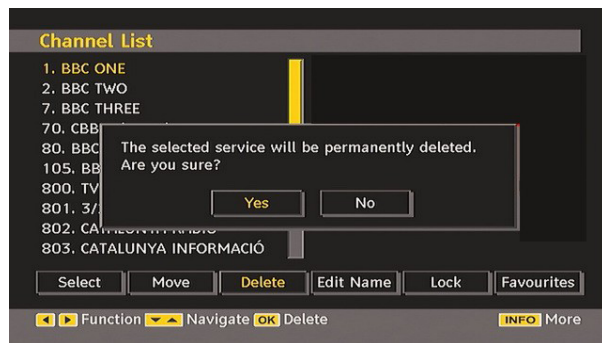 Channel List
1. BBC ONE
2. BBC TWO
7. BBC THREE
70. CBB
80. BBC
105. BB
800. TV
801. 3/
802. CATALUNYA RÀDIO
803. CATALUNYA INFORMACIÓ
The selected service will be permanently deleted.
Are you sure?
Yes No
Select Move Delete Edit Name Lock Favourites
Function Navigate OK Delete INFO More